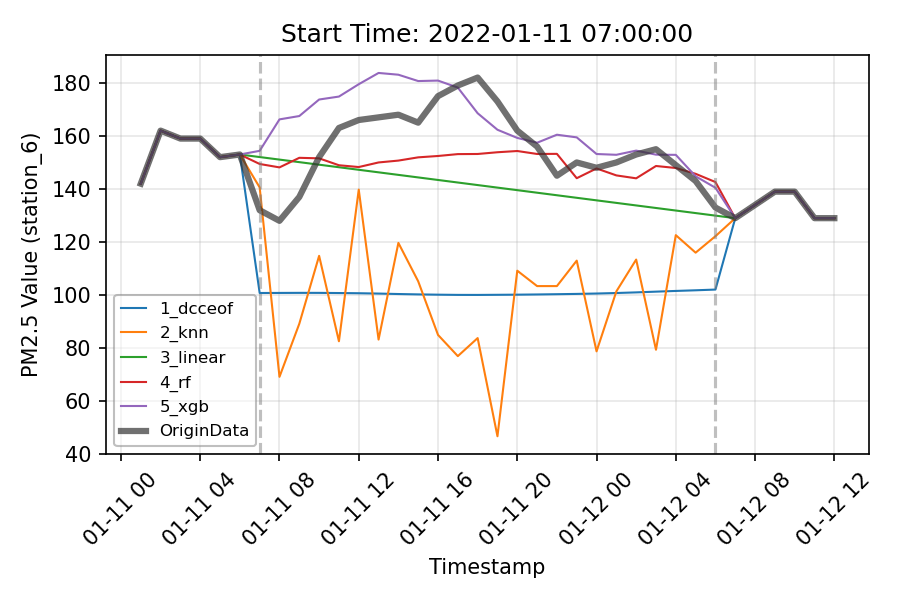 Start Time: 2022-01-11 07:00:00
PM2.5 Value (station_6)
180
160
140
120
100
80
60
40
1_dcceof
2_knn
3_linear
4_rf
5_xgb
OriginData
01-11 00
01-11 04
01-11 08
01-11 12
01-11 16
01-11 20
01-12 00
01-12 04
01-12 08
01-12 12
Timestamp